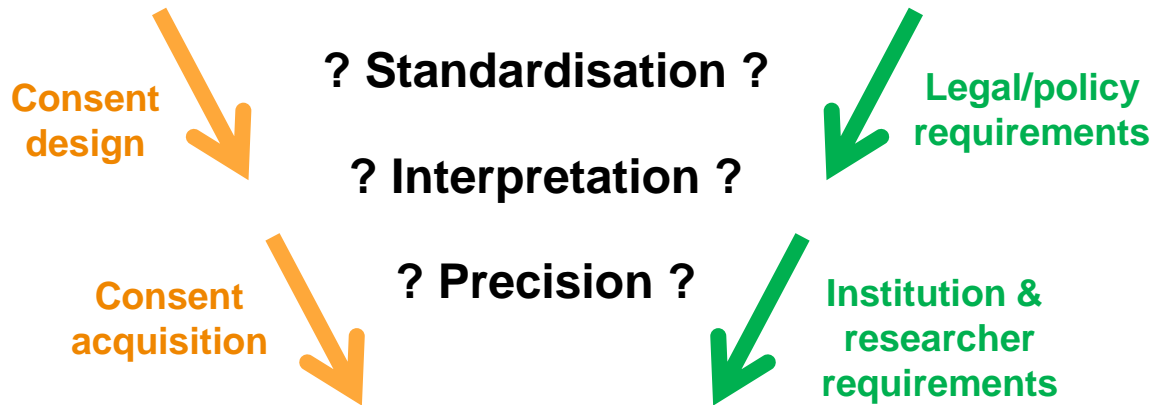 ? Standardisation ?
Consent
design
Legal/policy
requirements
? Interpretation ?
? Precision ?
Consent
acquisition
Institution &
researcher
requirements